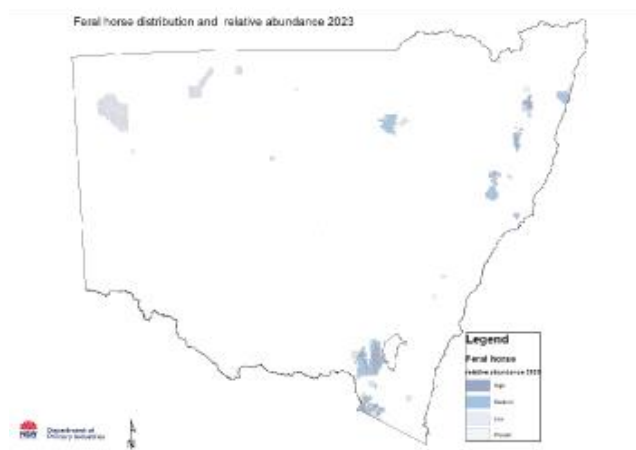 Feral horse distribution and relative abundance 2023
Legend
Feral horse
relative abundance 2023
High
Medium
Low
Present
NSW
Department of
Primary Industries
N